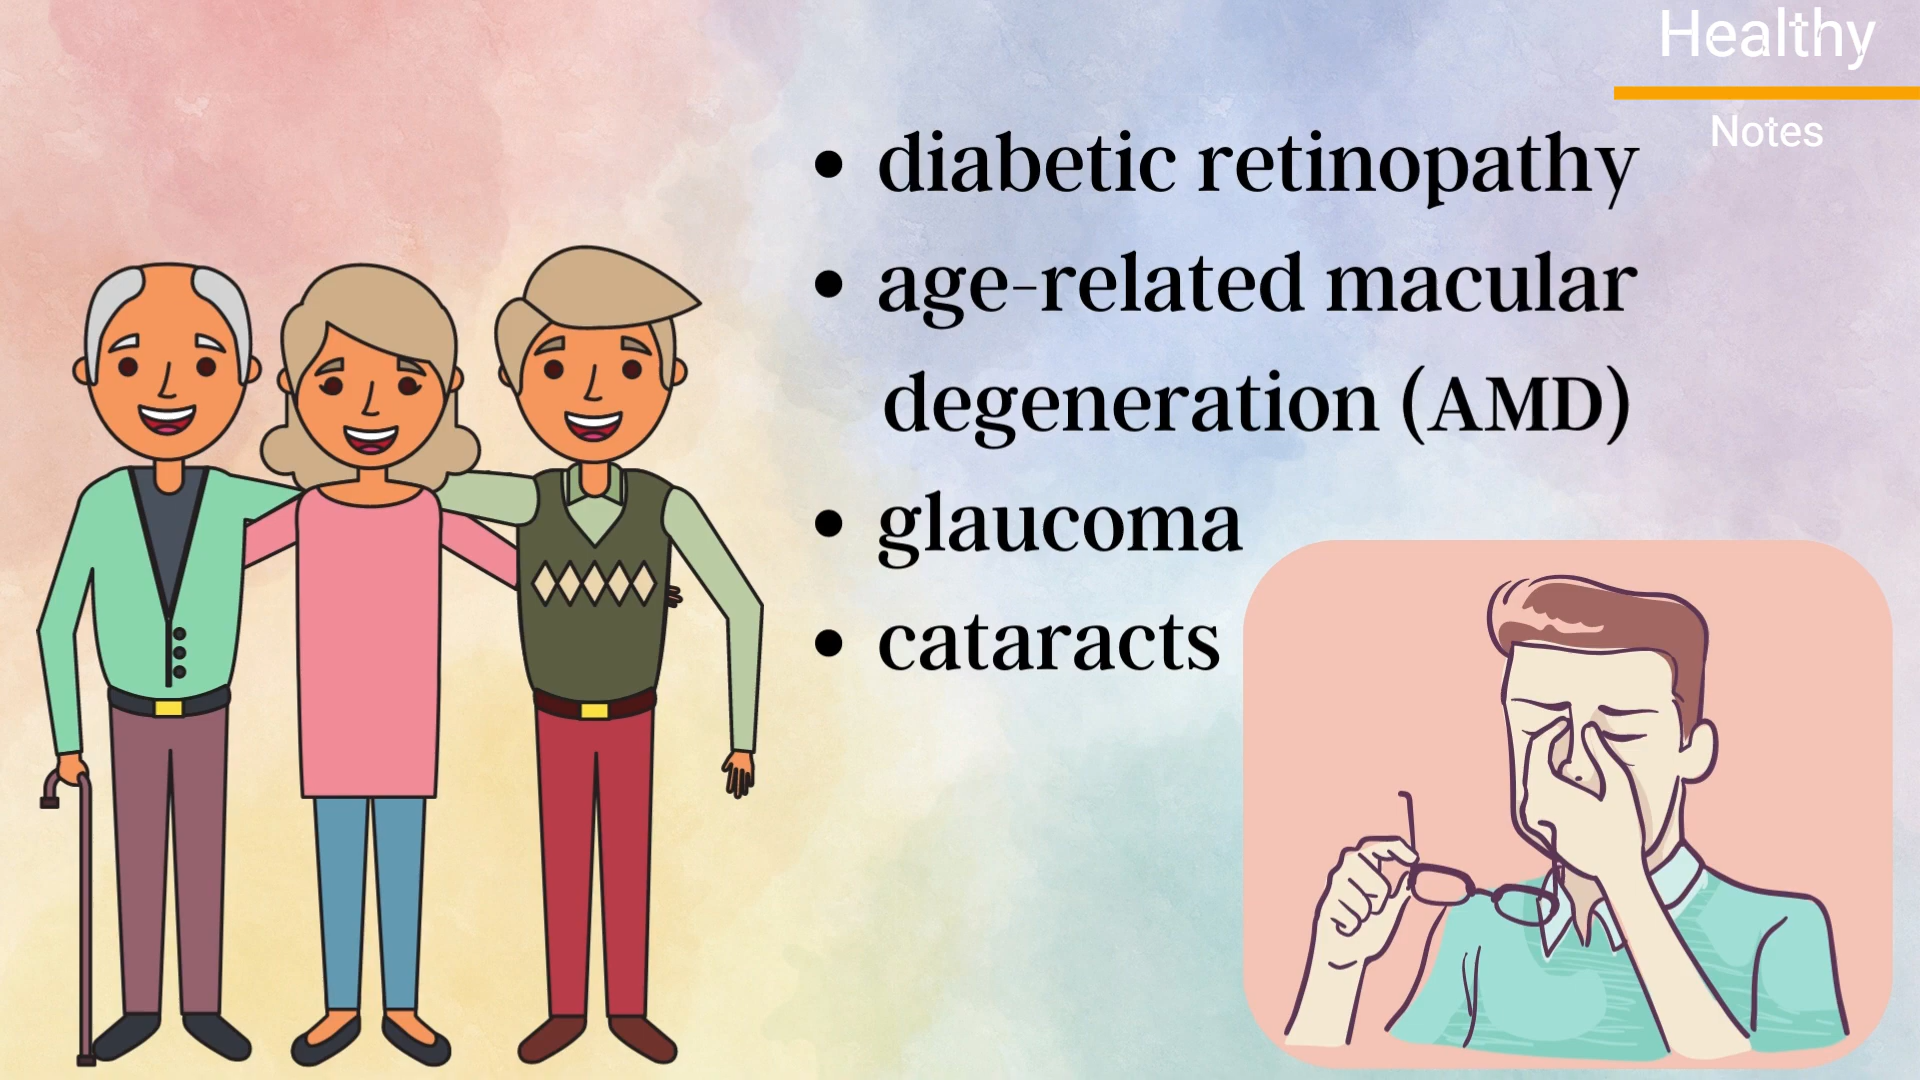 Healthy
Notes
• diabetic retinopathy
• age-related macular
degeneration (AMD)
• glaucoma
• cataracts